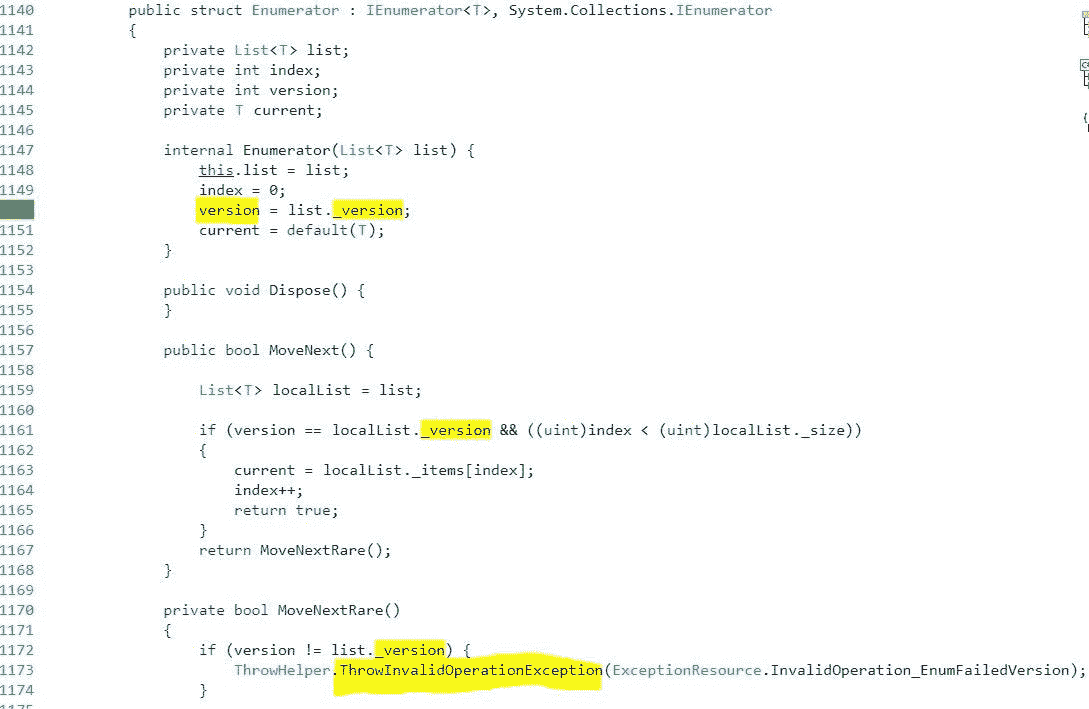 1140 public struct Enumerator : IEnumerator<T>, System.Collections.IEnumerator
1141 {
1142 private List<T> list;
1143 private int index;
1144 private int version;
1145 private T current;
1146
1147 internal Enumerator(List<T> list) {
1148 this.list = list;
1149 index = 0;
version = list._version;
1151 current = default(T);
1152 }
1153
1154 public void Dispose() {
1155 }
1156
1157 public bool MoveNext() {
1158
1159 List<T> localList = list;
1160
1161 if (version == localList._version && ((uint)index < (uint)localList._size))
1162 {
1163 current = localList._items[index];
1164 index++;
1165 return true;
1166 }
1167 return MoveNextRare();
1168 }
1169
1170 private bool MoveNextRare()
1171 {
1172 if (version != list._version) {
1173 ThrowHelper.ThrowInvalidOperationException(ExceptionResource.InvalidOperation_EnumFailedVersion);
1174 }